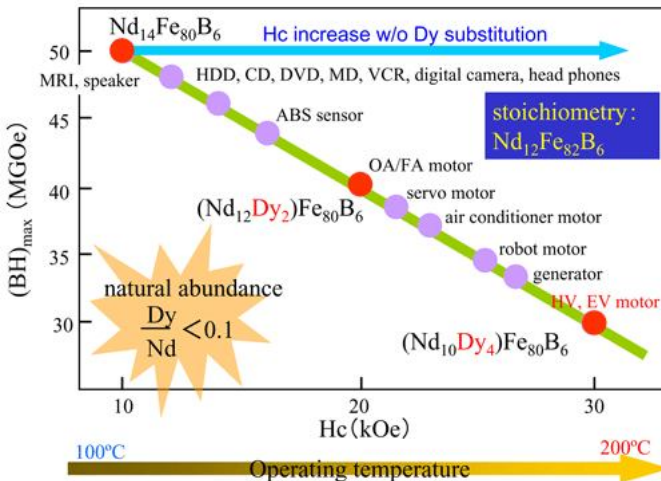 Nd₁₄Fe₈₀B₆
Hc increase w/o Dy substitution
50
MRI, speaker
HDD, CD, DVD, MD, VCR, digital camera, head phones
ABS sensor
stoichiometry:
Nd₁₂Fe₈₂B₆
45
OA/FA motor
40
servo motor
(Nd₁₂Dy₂)Fe₈₀B₆
air conditioner motor
35
robot motor
generator
natural abundance
Dy
Nd
<0.1
HV, EV motor
30
(Nd₁₀Dy₄)Fe₈₀B₆
(BH)max (MGOe)
10
20
30
Hc(kOe)
100ºC
200ºC
Operating temperature